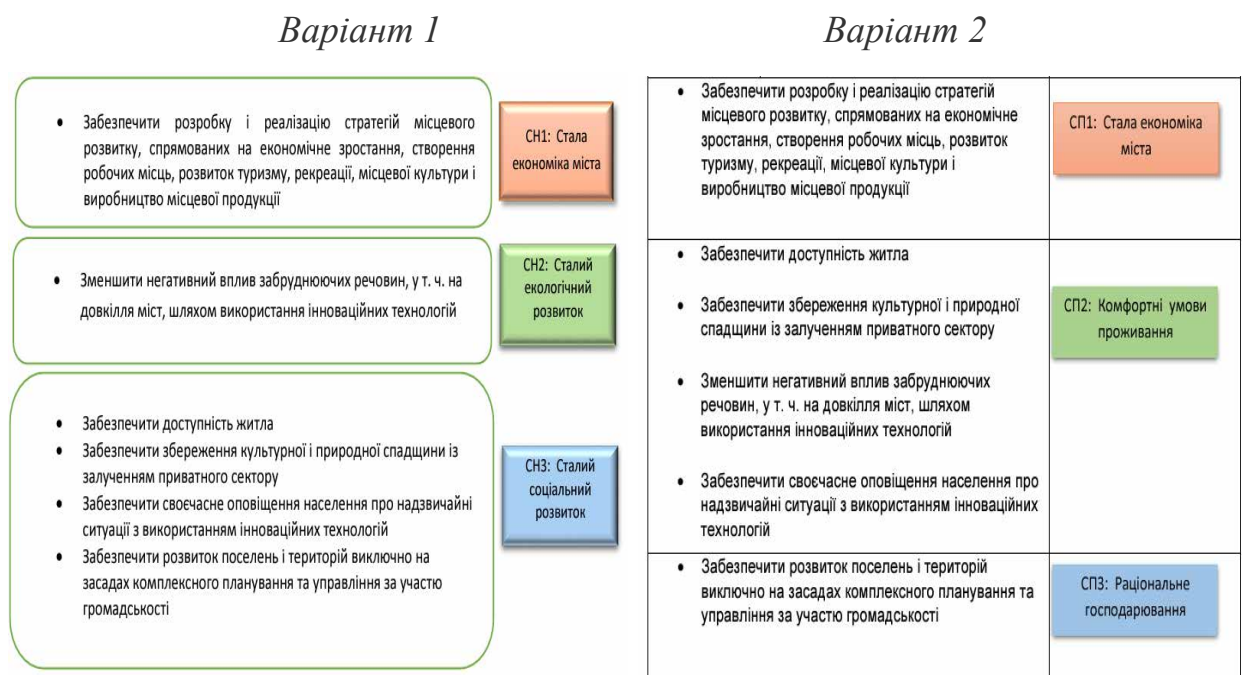 Варіант 1
Забезпечити розробку і реалізацію стратегій місцевого
розвитку, спрямованих на економічне зростання, створення
робочих місць, розвиток туризму, рекреації, місцевої культури і
виробництво місцевої продукції
СН1: Стала
економіка міста
Зменшити негативний вплив забруднюючих речовин, у т. ч. на
довкілля міст, шляхом використання інноваційних технологій
СН2: Сталий
екологічний
розвиток
Забезпечити доступність житла
Забезпечити збереження культурної і природної спадщини із
залученням приватного сектору
Забезпечити своєчасне оповіщення населення про надзвичайні
ситуації з використанням інноваційних технологій
Забезпечити розвиток поселень і територій виключно на
засадах комплексного планування та управління за участю
громадськості
СН3: Сталий
соціальний
розвиток
Варіант 2
Забезпечити розробку і реалізацію стратегій
місцевого розвитку, спрямованих на економічне
зростання, створення робочих місць, розвиток
туризму, рекреації, місцевої культури і
виробництво місцевої продукції
СП1: Стала економіка
міста
Забезпечити доступність житла
Забезпечити збереження культурної і природної
спадщини із залученням приватного сектору
Зменшити негативний вплив забруднюючих
речовин, у т. ч. на довкілля міст, шляхом
використання інноваційних технологій
Забезпечити своєчасне оповіщення населення про
надзвичайні ситуації з використанням інноваційних
технологій
СП2: Комфортні умови
проживання
Забезпечити розвиток поселень і територій
виключно на засадах комплексного планування та
управління за участю громадськості
СП3: Раціональне
господарювання